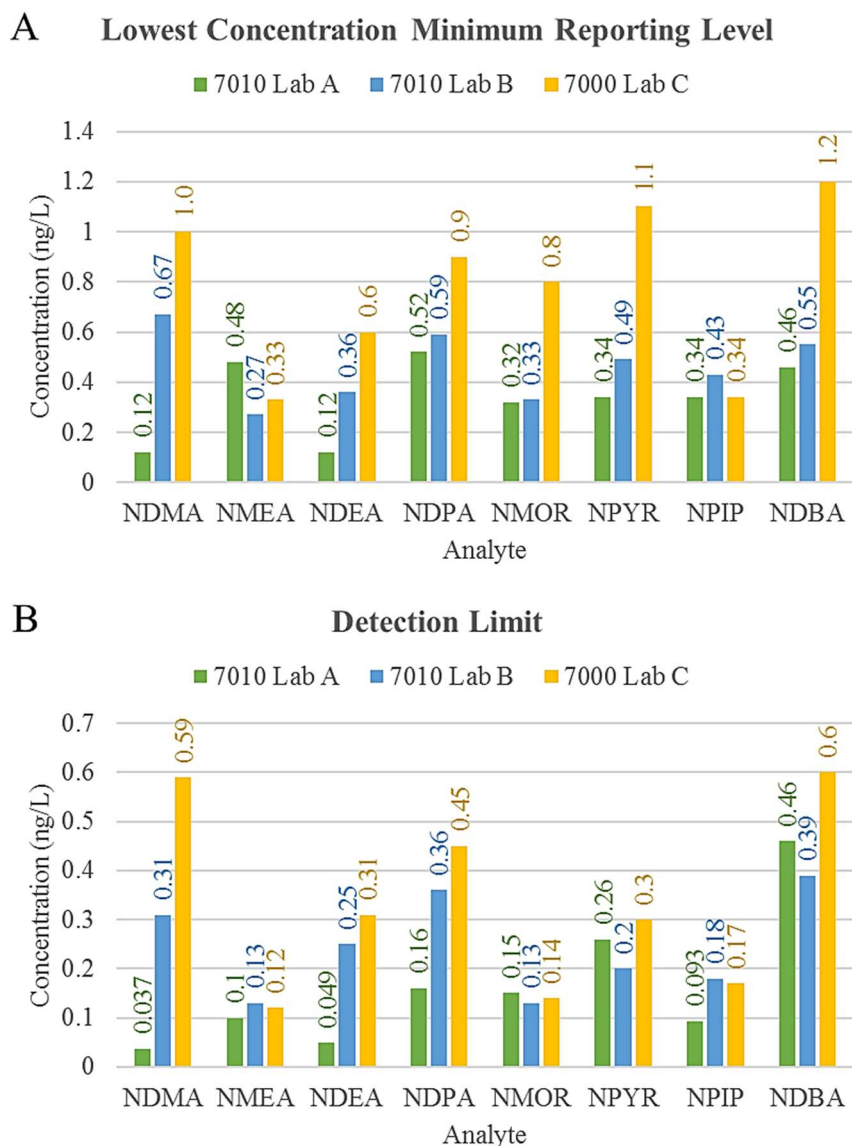 A
Lowest Concentration Minimum Reporting Level
7010 Lab A 7010 Lab B 7000 Lab C
Concentration (ng/L)
1.4
1.2
1
0.8
0.6
0.4
0.2
0
0.12 0.67 1.0
0.48 0.27 0.33
0.12 0.36 0.6
0.52 0.59 0.9
0.32 0.33 0.8
0.34 0.49 1.1
0.34 0.43 0.34
0.46 0.55 1.2
NDMA NMEA NDEA NDPA NMOR NPYR NPIP NDBA
Analyte
B
Detection Limit
7010 Lab A 7010 Lab B 7000 Lab C
Concentration (ng/L)
0.7
0.6
0.5
0.4
0.3
0.2
0.1
0
0.037 0.31 0.59
0.1 0.13 0.12
0.049 0.25 0.31
0.16 0.36 0.45
0.15 0.13 0.14
0.26 0.2 0.3
0.093 0.18 0.17
0.46 0.39 0.6
NDMA NMEA NDEA NDPA NMOR NPYR NPIP NDBA
Analyte